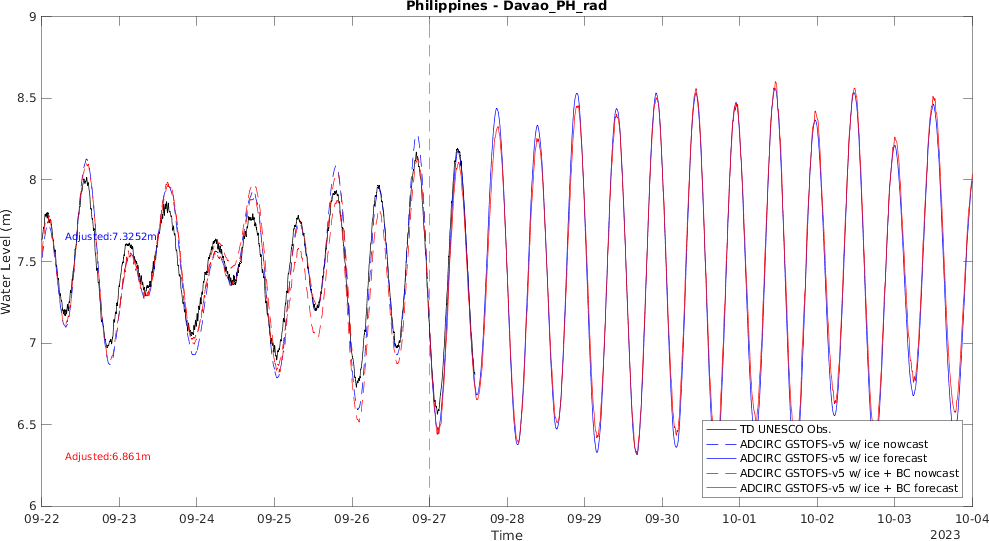 Philippines - Davao_PH_rad
Water Level (m)
9
8.5
8
7.5
7
6.5
6
Adjusted:7.3252m
Adjusted:6.861m
TD UNESCO Obs.
ADCIRC GSTOFS-v5 w/ ice nowcast
ADCIRC GSTOFS-v5 w/ ice forecast
ADCIRC GSTOFS-v5 w/ ice + BC nowcast
ADCIRC GSTOFS-v5 w/ ice + BC forecast
09-22 09-23 09-24 09-25 09-26 09-27 09-28 09-29 09-30 10-01 10-02 10-03 10-04
Time
2023